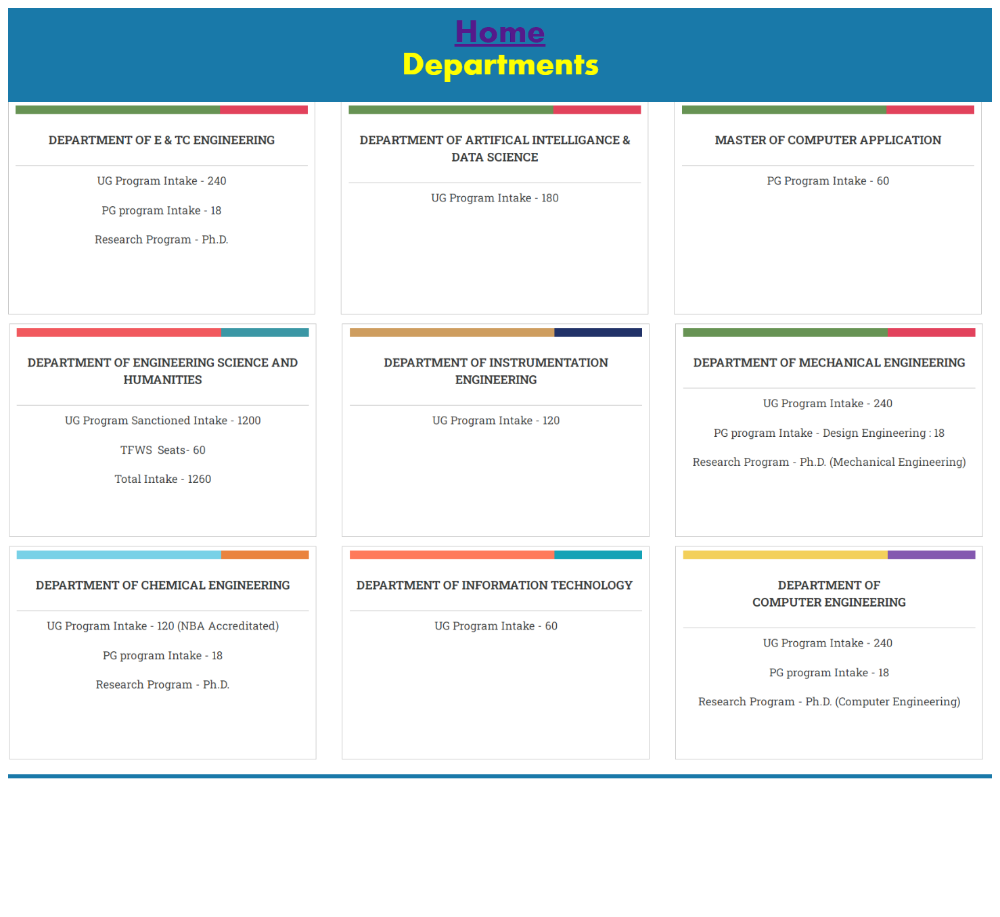 Home
Departments
DEPARTMENT OF E & TC ENGINEERING
UG Program Intake - 240
PG program Intake - 18
Research Program - Ph.D.
DEPARTMENT OF ARTIFICAL INTELLIGANCE &
DATA SCIENCE
UG Program Intake - 180
MASTER OF COMPUTER APPLICATION
PG Program Intake - 60
DEPARTMENT OF ENGINEERING SCIENCE AND
HUMANITIES
UG Program Sanctioned Intake - 1200
TFWS  Seats- 60
Total Intake - 1260
DEPARTMENT OF INSTRUMENTATION
ENGINEERING
UG Program Intake - 120
DEPARTMENT OF MECHANICAL ENGINEERING
UG Program Intake - 240
PG program Intake - Design Engineering : 18
Research Program - Ph.D. (Mechanical Engineering)
DEPARTMENT OF CHEMICAL ENGINEERING
UG Program Intake - 120 (NBA Accreditated)
PG program Intake - 18
Research Program - Ph.D.
DEPARTMENT OF INFORMATION TECHNOLOGY
UG Program Intake - 60
DEPARTMENT OF
COMPUTER ENGINEERING
UG Program Intake - 240
PG program Intake - 18
Research Program - Ph.D. (Computer Engineering)